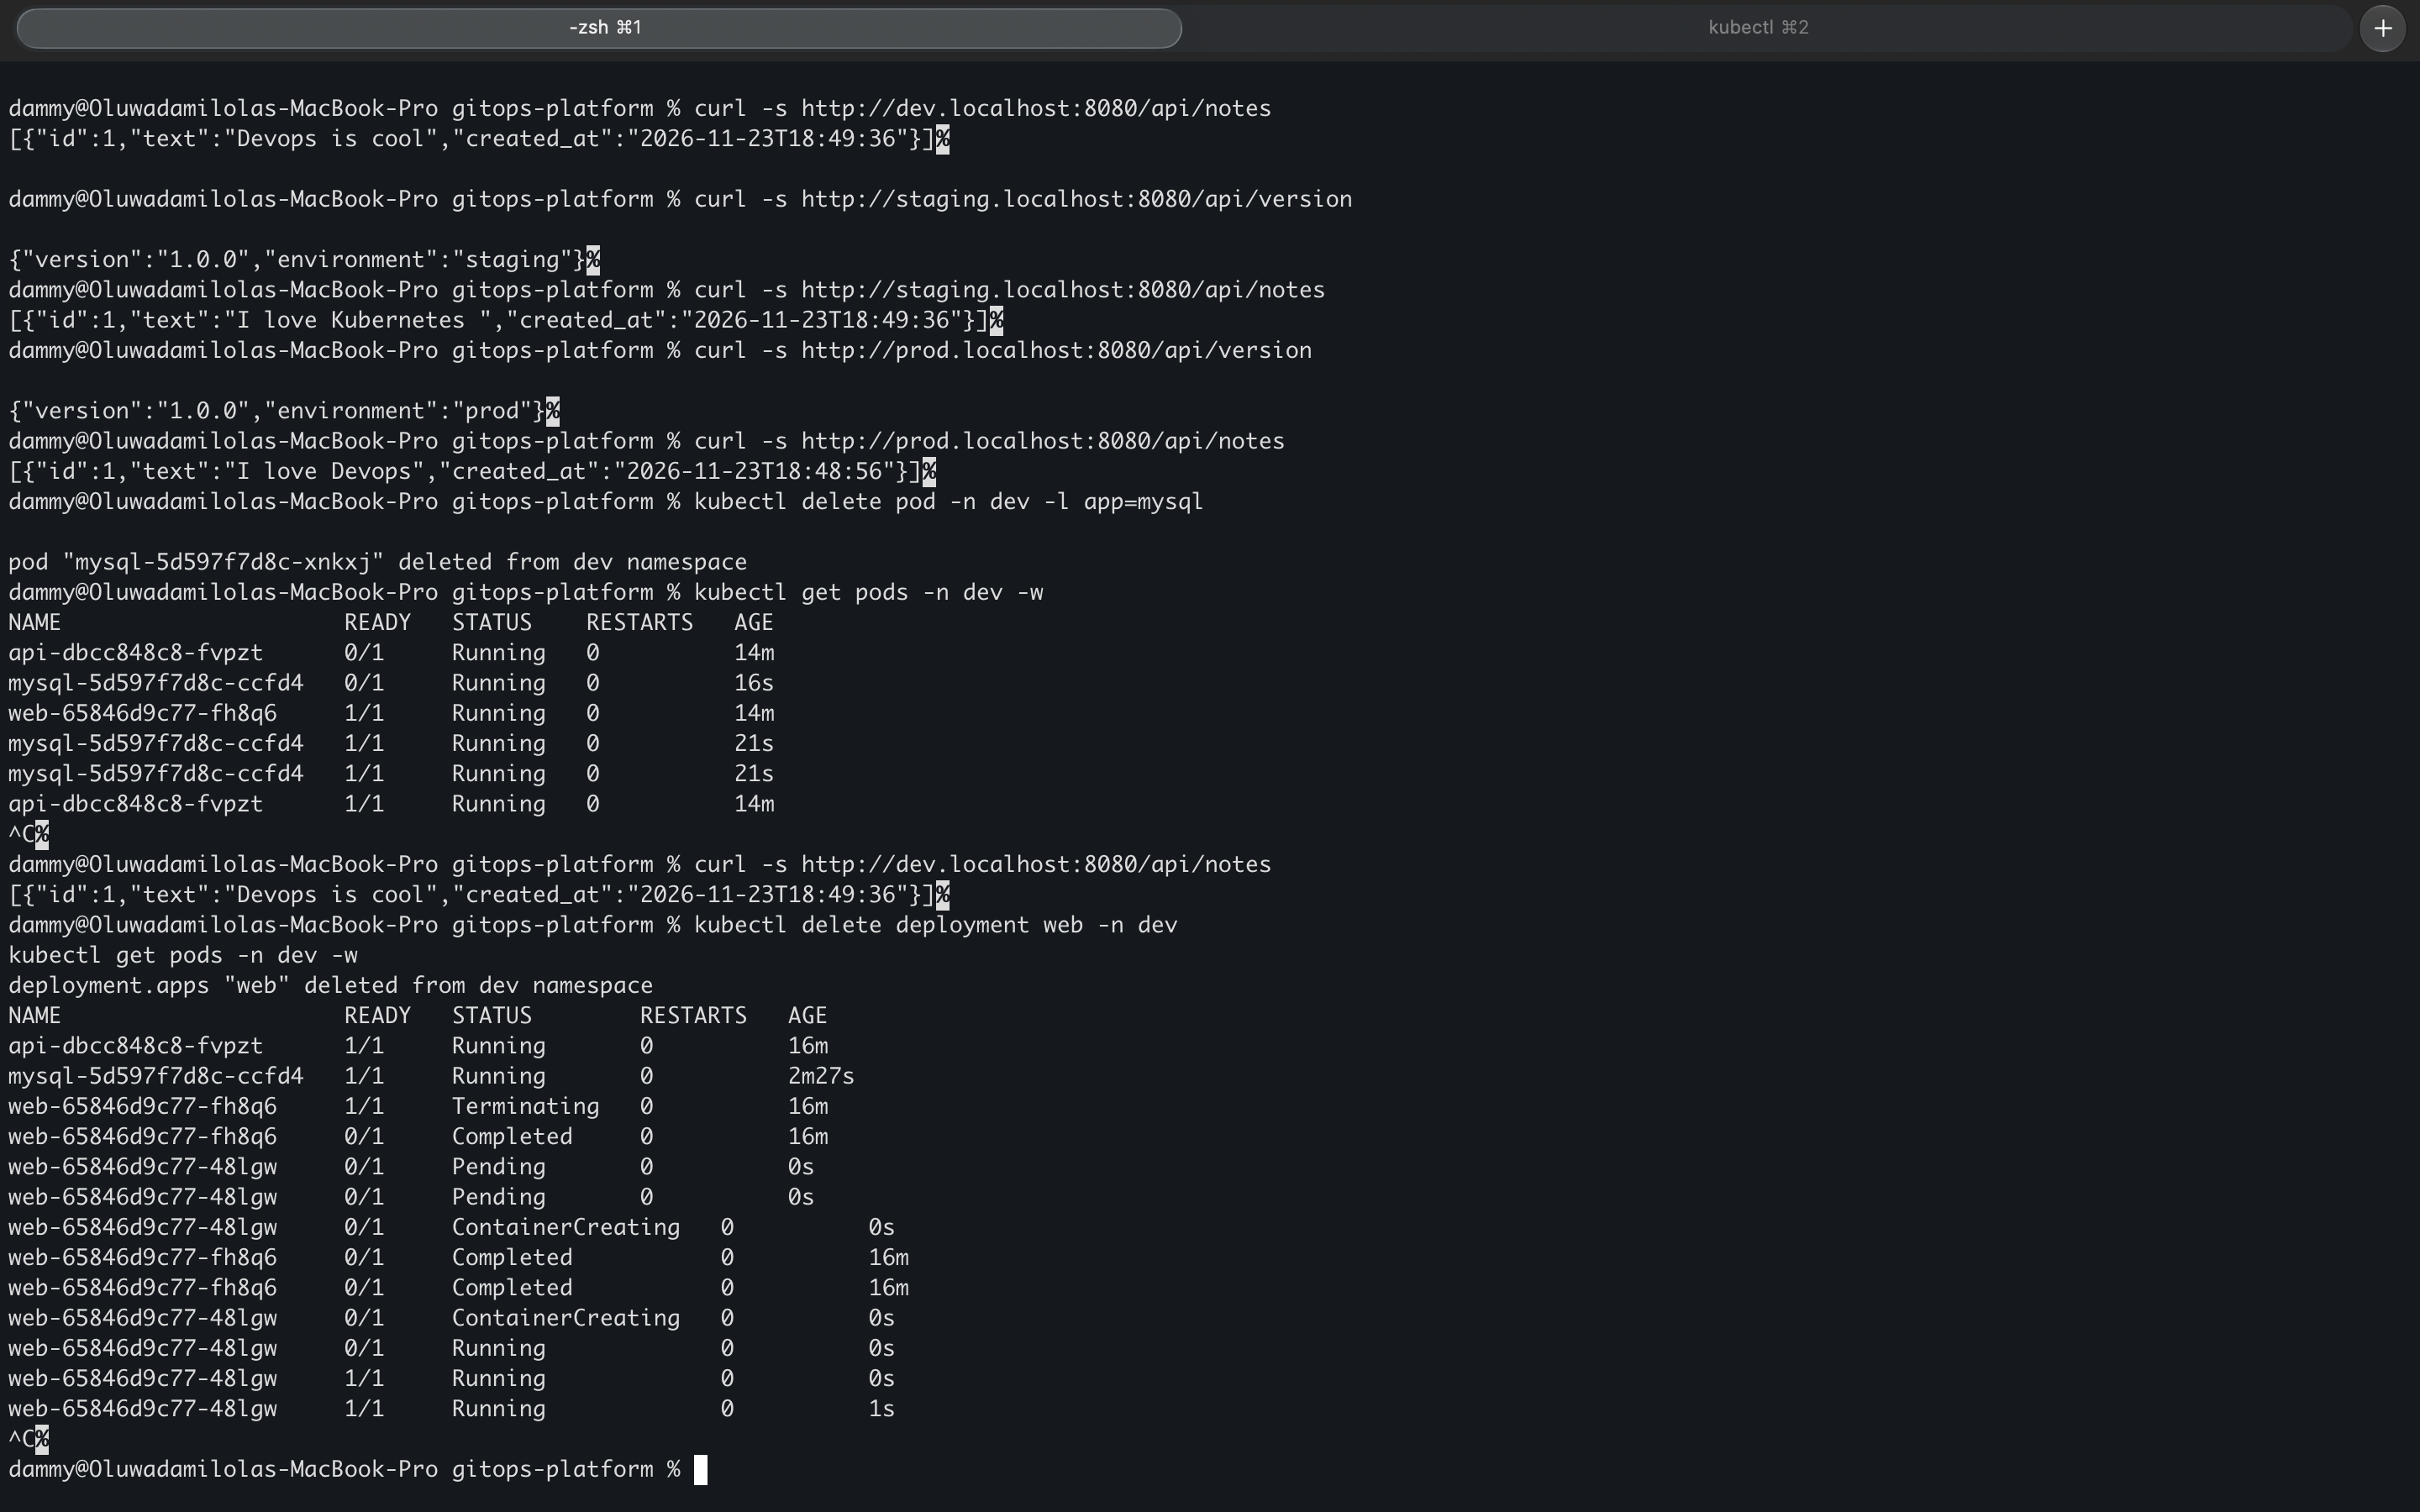 -zsh ⌘1
kubectl ⌘2
+
dammy@Oluwadamilolas-MacBook-Pro gitops-platform % curl -s http://dev.localhost:8080/api/notes
[{"id":1,"text":"Devops is cool","created_at":"2026-11-23T18:49:36"}]%
dammy@Oluwadamilolas-MacBook-Pro gitops-platform % curl -s http://staging.localhost:8080/api/version
{"version":"1.0.0","environment":"staging"}%
dammy@Oluwadamilolas-MacBook-Pro gitops-platform % curl -s http://staging.localhost:8080/api/notes
[{"id":1,"text":"I love Kubernetes ","created_at":"2026-11-23T18:49:36"}]%
dammy@Oluwadamilolas-MacBook-Pro gitops-platform % curl -s http://prod.localhost:8080/api/version
{"version":"1.0.0","environment":"prod"}%
dammy@Oluwadamilolas-MacBook-Pro gitops-platform % curl -s http://prod.localhost:8080/api/notes
[{"id":1,"text":"I love Devops","created_at":"2026-11-23T18:48:56"}]%
dammy@Oluwadamilolas-MacBook-Pro gitops-platform % kubectl delete pod -n dev -l app=mysql
pod "mysql-5d597f7d8c-xnkxj" deleted from dev namespace
dammy@Oluwadamilolas-MacBook-Pro gitops-platform % kubectl get pods -n dev -w
NAME                     READY   STATUS    RESTARTS   AGE
api-dbcc848c8-fvpzt      0/1     Running   0          14m
mysql-5d597f7d8c-ccfd4   0/1     Running   0          16s
web-65846d9c77-fh8q6     1/1     Running   0          14m
mysql-5d597f7d8c-ccfd4   1/1     Running   0          21s
mysql-5d597f7d8c-ccfd4   1/1     Running   0          21s
api-dbcc848c8-fvpzt      1/1     Running   0          14m
^C%
dammy@Oluwadamilolas-MacBook-Pro gitops-platform % curl -s http://dev.localhost:8080/api/notes
[{"id":1,"text":"Devops is cool","created_at":"2026-11-23T18:49:36"}]%
dammy@Oluwadamilolas-MacBook-Pro gitops-platform % kubectl delete deployment web -n dev
kubectl get pods -n dev -w
deployment.apps "web" deleted from dev namespace
NAME                     READY   STATUS        RESTARTS   AGE
api-dbcc848c8-fvpzt      1/1     Running       0          16m
mysql-5d597f7d8c-ccfd4   1/1     Running       0          2m27s
web-65846d9c77-fh8q6     1/1     Terminating   0          16m
web-65846d9c77-fh8q6     0/1     Completed     0          16m
web-65846d9c77-48lgw     0/1     Pending       0          0s
web-65846d9c77-48lgw     0/1     Pending       0          0s
web-65846d9c77-48lgw     0/1     ContainerCreating   0          0s
web-65846d9c77-fh8q6     0/1     Completed           0          16m
web-65846d9c77-fh8q6     0/1     Completed           0          16m
web-65846d9c77-48lgw     0/1     ContainerCreating   0          0s
web-65846d9c77-48lgw     0/1     Running             0          0s
web-65846d9c77-48lgw     1/1     Running             0          0s
web-65846d9c77-48lgw     1/1     Running             0          1s
^C%
dammy@Oluwadamilolas-MacBook-Pro gitops-platform %